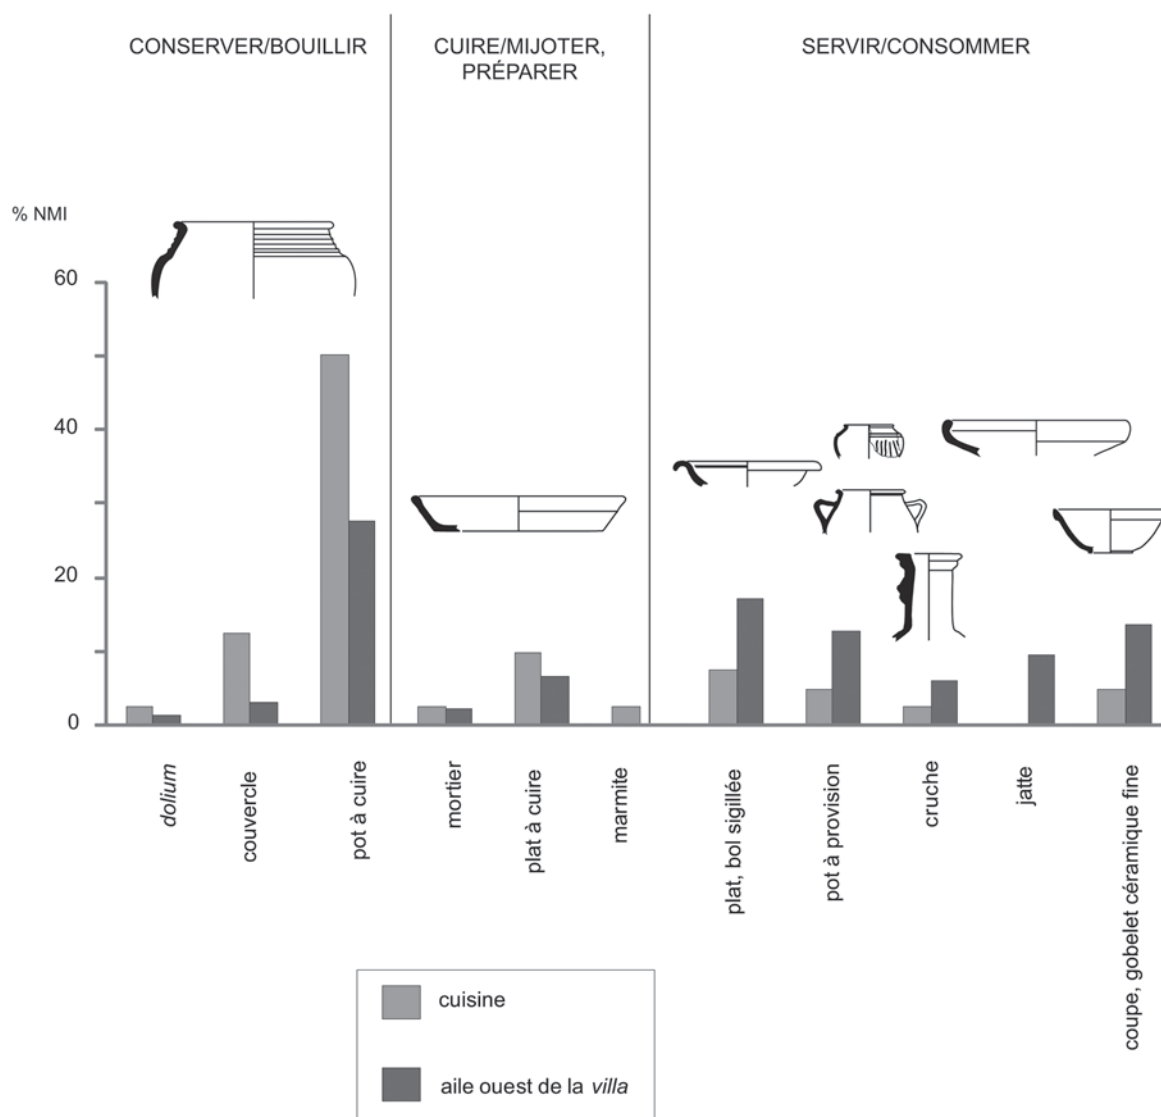 CONSERVER/BOUILLIR
CUIRE/MIJOTER,
PRÉPARER
SERVIR/CONSOMMER
% NMI
60
40
20
0
dolium
couvercle
pot à cuire
mortier
plat à cuire
marmite
plat, bol sigillée
pot à provision
cruche
jatte
coupe, gobelet céramique fine
cuisine
aile ouest de la villa